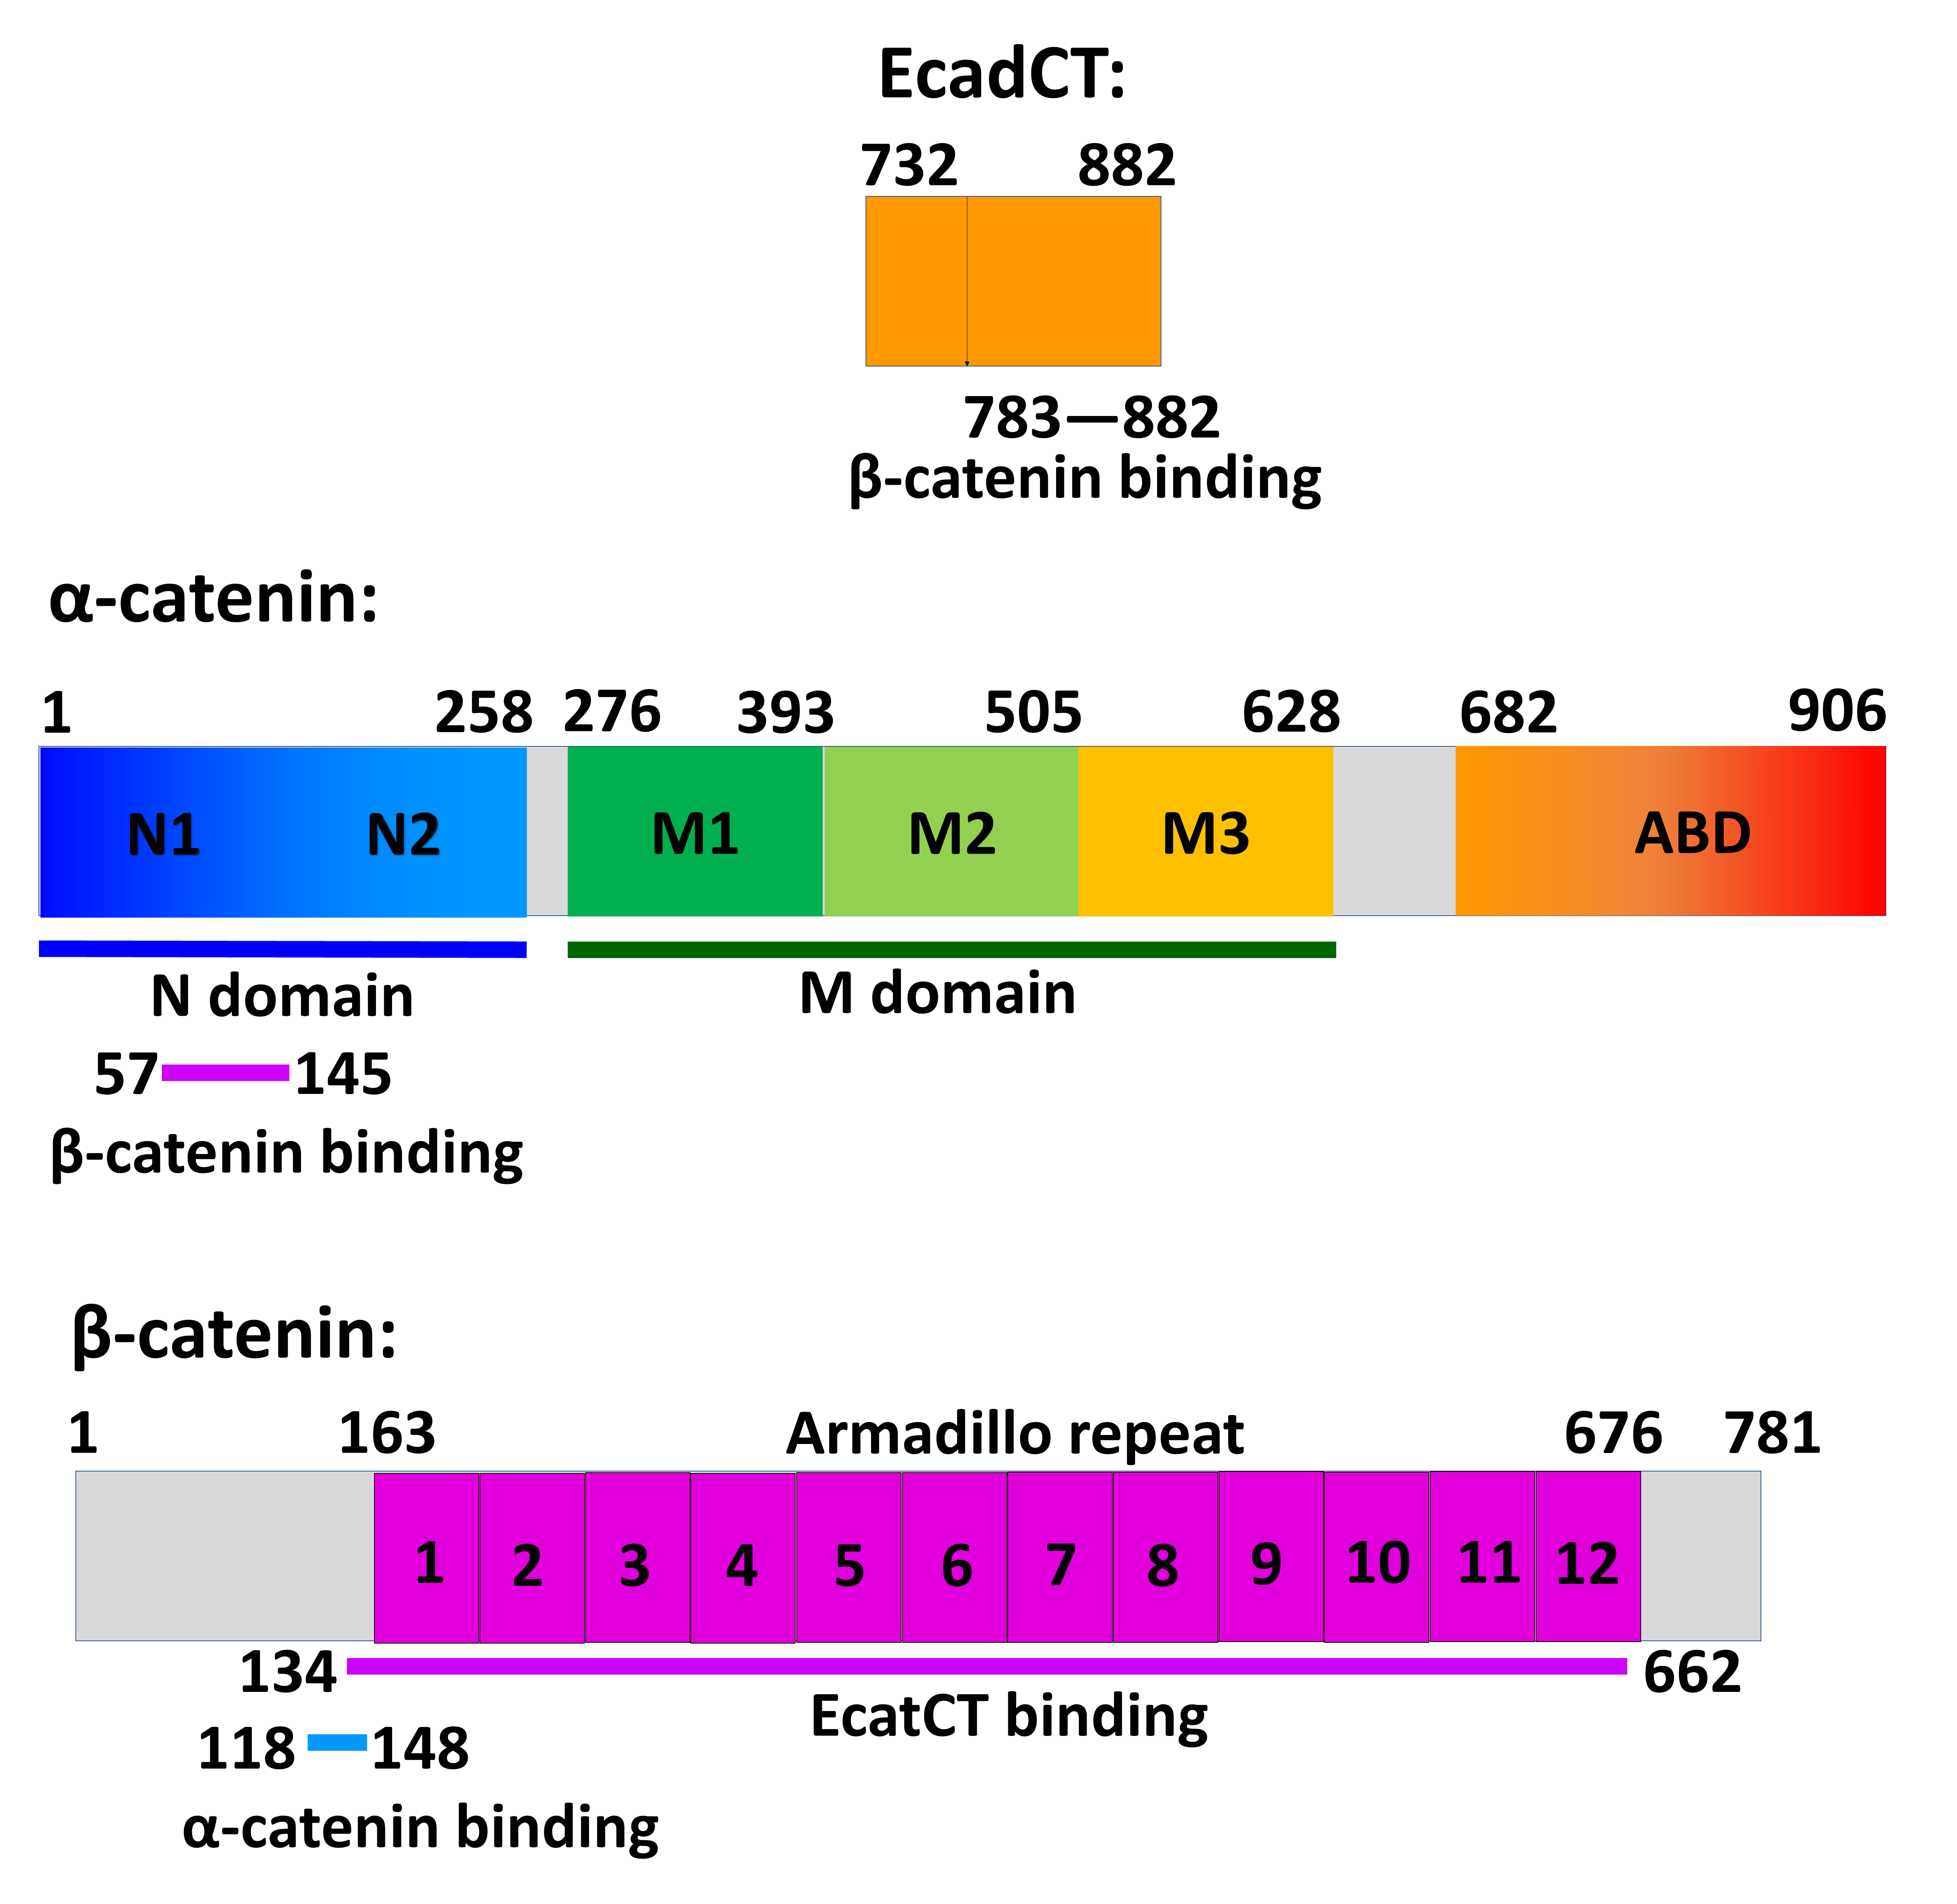 EcadCT:
732 882
783—882
β-catenin binding
α-catenin:
1 258 276 393 505 628 682 906
N1 N2 M1 M2 M3 ABD
N domain M domain
57 145
β-catenin binding
β-catenin:
1 163 Armadillo repeat 676 781
1 2 3 4 5 6 7 8 9 10 11 12
134 662
EcatCT binding
118 148
α-catenin binding